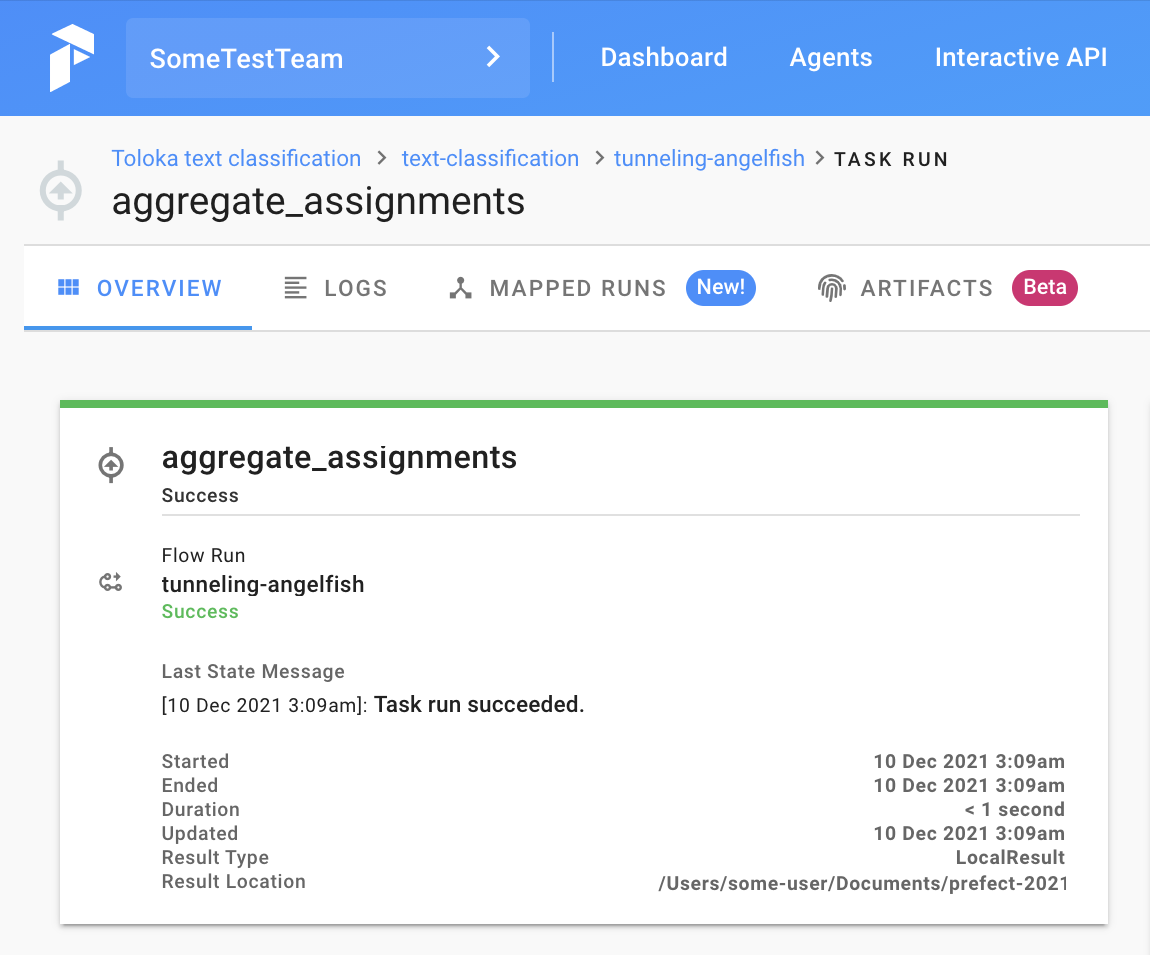 SomeTestTeam Dashboard Agents Interactive API
Toloka text classification > text-classification > tunneling-angelfish > TASK RUN
aggregate_assignments
OVERVIEW LOGS MAPPED RUNS New! ARTIFACTS Beta
aggregate_assignments
Success
Flow Run
tunneling-angelfish
Success
Last State Message
[10 Dec 2021 3:09am]: Task run succeeded.
Started 10 Dec 2021 3:09am
Ended 10 Dec 2021 3:09am
Duration < 1 second
Updated 10 Dec 2021 3:09am
Result Type LocalResult
Result Location /Users/some-user/Documents/prefect-2021